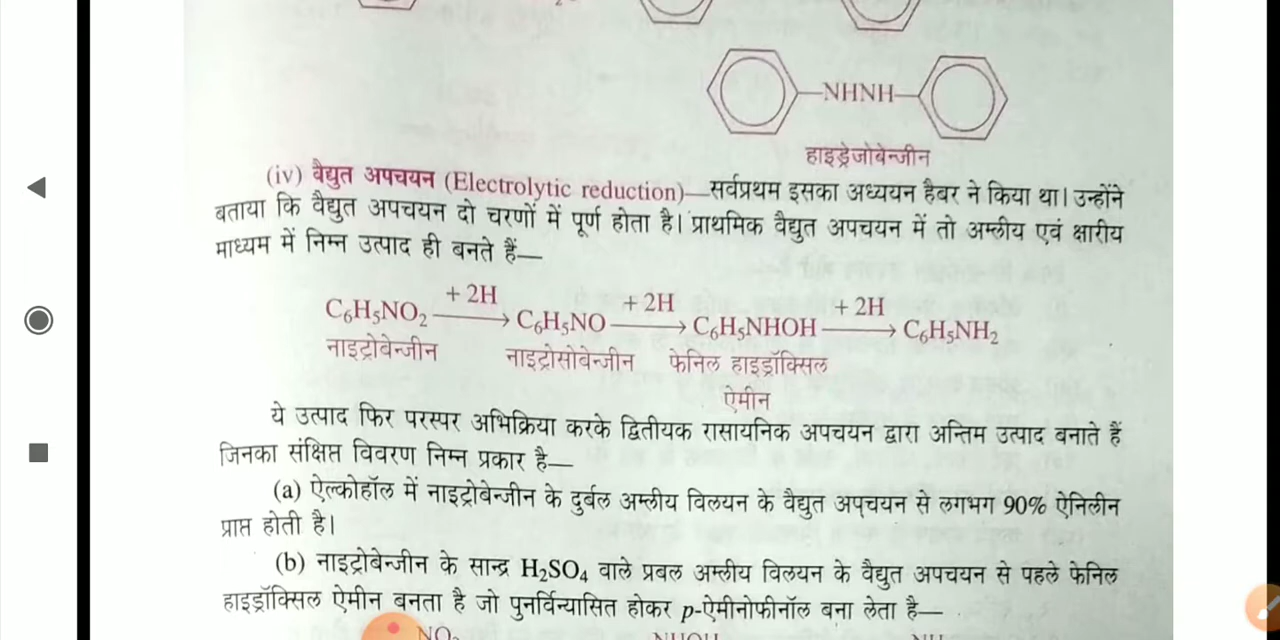 NHNH
हाइड्रेजोबेन्जीन
(iv) वैद्युत अपचयन (Electrolytic reduction)—सर्वप्रथम इसका अध्ययन हैबर ने किया था। उन्होंने
बताया कि वैद्युत अपचयन दो चरणों में पूर्ण होता है। प्राथमिक वैद्युत अपचयन में तो अम्लीय एवं क्षारीय
माध्यम में निम्न उत्पाद ही बनते हैं—
+ 2H + 2H + 2H
C₆H₅NO₂ → C₆H₅NO → C₆H₅NHOH → C₆H₅NH₂
नाइट्रोबेन्जीन नाइट्रोसोबेन्जीन फेनिल हाइड्रॉक्सिल
ऐमीन
ये उत्पाद फिर परस्पर अभिक्रिया करके द्वितीयक रासायनिक अपचयन द्वारा अन्तिम उत्पाद बनाते हैं
जिनका संक्षिप्त विवरण निम्न प्रकार है—
(a) ऐल्कोहॉल में नाइट्रोबेन्जीन के दुर्बल अम्लीय विलयन के वैद्युत अपचयन से लगभग 90% ऐनिलीन
प्राप्त होती है।
(b) नाइट्रोबेन्जीन के सान्द्र H₂SO₄ वाले प्रबल अम्लीय विलयन के वैद्युत अपचयन से पहले फेनिल
हाइड्रॉक्सिल ऐमीन बनता है जो पुनर्विन्यासित होकर p-ऐमीनोफीनॉल बना लेता है—